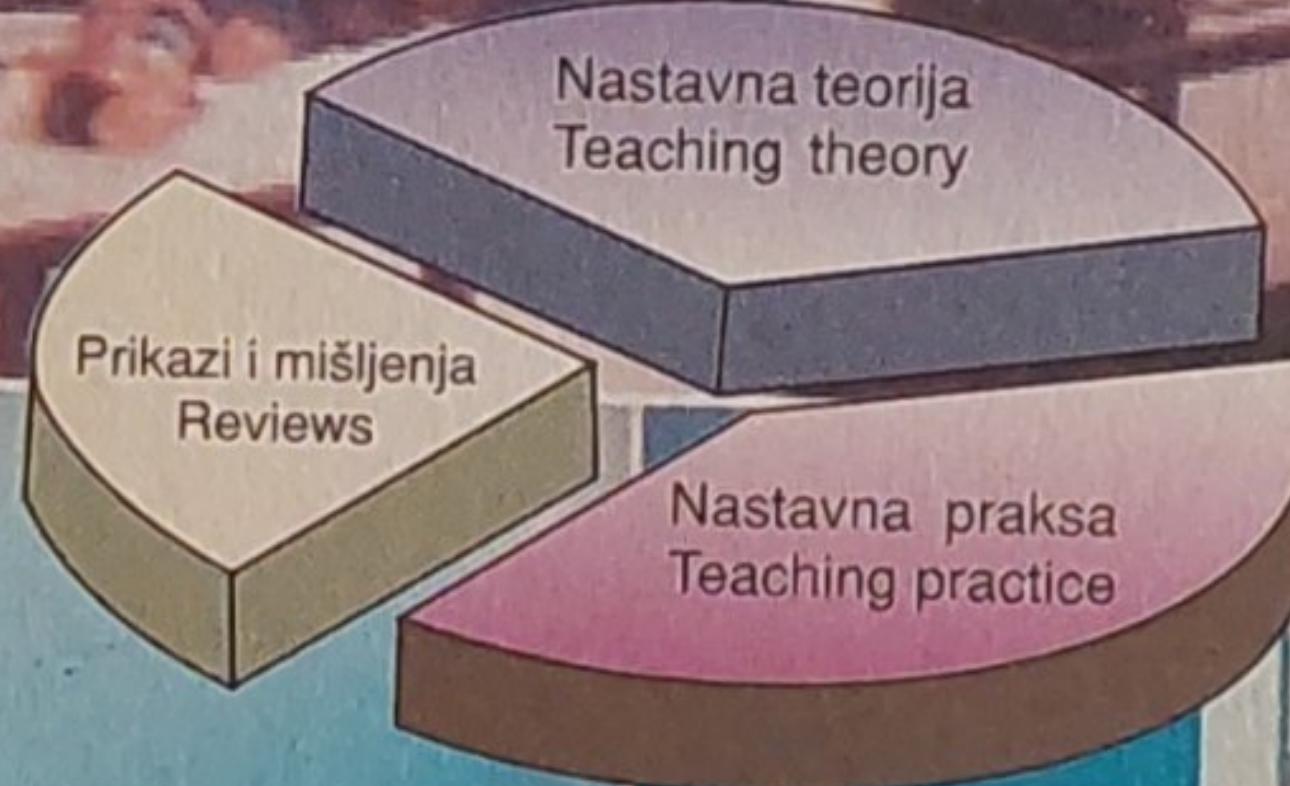 Nastavna teorija
Teaching theory
Prikazi i mišljenja
Reviews
Nastavna praksa
Teaching practice